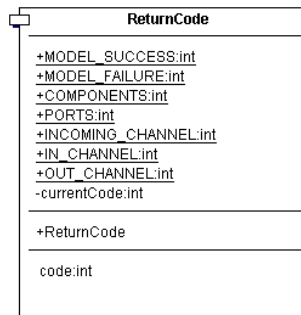 ReturnCode
+MODEL_SUCCESS:int
+MODEL_FAILURE:int
+COMPONENTS:int
+PORTS:int
+INCOMING_CHANNEL:int
+IN_CHANNEL:int
+OUT_CHANNEL:int
-currentCode:int
+ReturnCode
code:int